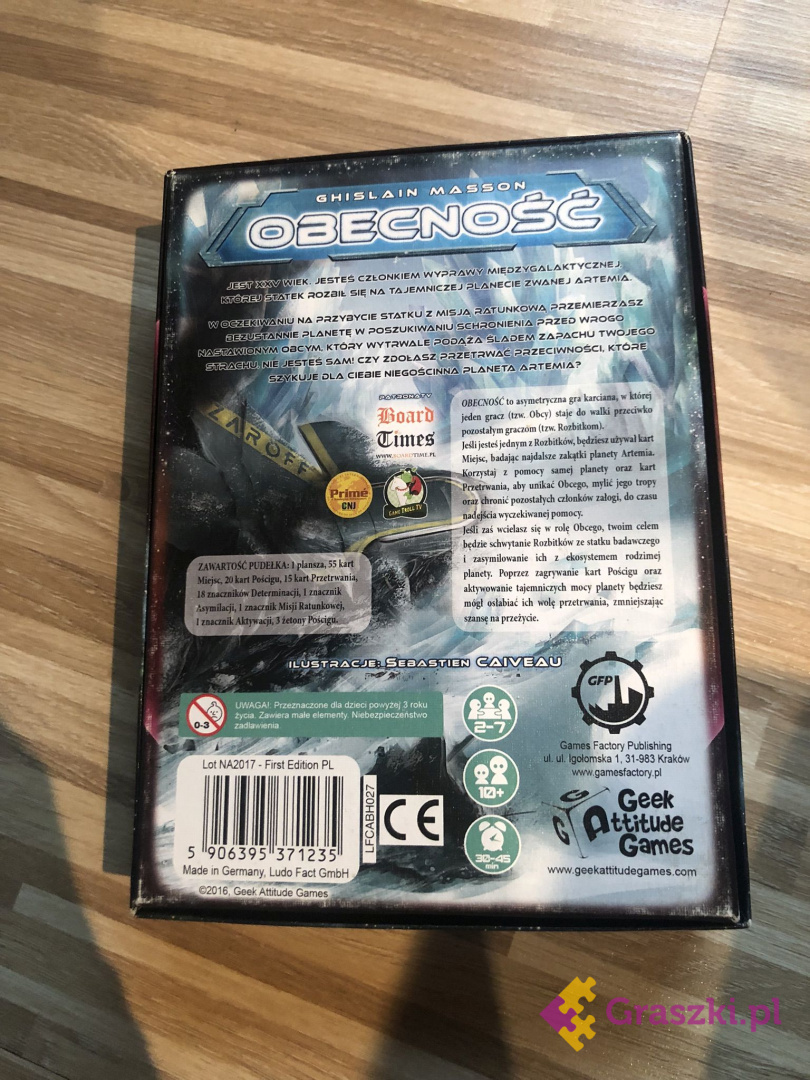 GHISLAIN MASSON
OBECNOŚĆ
JEST XXV WIEK. JESTEŚ CZŁONKIEM WYPRAWY MIĘDZYGALAKTYCZNEJ,
KTÓREJ STATEK ROZBIŁ SIĘ NA TAJEMNICZEJ PLANECIE ZWANEJ ARTEMIA.
W OCZEKIWANIU NA PRZYBYCIE STATKU Z MISJĄ RATUNKOWĄ PRZEMIERZASZ
BEZUSTANNIE PLANETĘ W POSZUKIWANIU SCHRONIENIA PRZED WROGO
NASTAWIONYM OBCYM, KTÓRY WYTRWALE PODĄŻA ŚLADEM ZAPACHU TWOJEGO
STRACHU. NIE JESTEŚ SAM! CZY ZDOŁASZ PRZETRWAĆ PRZECIWNOŚCI, KTÓRE
SZYKUJE DLA CIEBIE NIEGOŚCINNA PLANETA ARTEMIA?
PATRONATY
Board
Times
WWW.BOARDTIME.PL
ZAROFF
Prime
CNJ
GAME TROLL TV
OBECNOŚĆ to asymetryczna gra karciana, w której
jeden gracz (tzw. Obcy) staje do walki przeciwko
pozostałym graczom (tzw. Rozbitkom).
Jeśli jesteś jednym z Rozbitków, będziesz używał kart
Miejsc, badając najdalsze zakątki planety Artemia.
Korzystaj z pomocy samej planety oraz kart
Przetrwania, aby unikać Obcego, mylić jego tropy
oraz chronić pozostałych członków załogi, do czasu
nadejścia wyczekiwanej pomocy.
Jeśli zaś wcielasz się w rolę Obcego, twoim celem
będzie schwytanie Rozbitków ze statku badawczego
i zasymilowanie ich z ekosystemem rodzimej
planety. Poprzez zagrywanie kart Pościgu oraz
aktywowanie tajemniczych mocy planety będziesz
mógł osłabiać ich wolę przetrwania, zmniejszając
szansę na przeżycie.
ZAWARTOŚĆ PUDEŁKA: 1 plansza, 55 kart
Miejsc, 20 kart Pościgu, 15 kart Przetrwania,
18 znaczników Determinacji, 1 znacznik
Asymilacji, 1 znacznik Misji Ratunkowej,
1 znacznik Aktywacji, 3 żetony Pościgu.
ILUSTRACJE: SEBASTIEN CAIVEAU
0-3
UWAGA! Przeznaczone dla dzieci powyżej 3 roku
życia. Zawiera małe elementy. Niebezpieczeństwo
zadławienia
2-7
10+
30-45
min
GFP
Games Factory Publishing
ul. ul. Igołomska 1, 31-983 Kraków
www.gamesfactory.pl
G G A
Geek
Attitude
Games
www.geekattitudegames.com
Lot NA2017 - First Edition PL
5 906395 371235
Made in Germany, Ludo Fact GmbH
LFCABH027
CE
©2016, Geek Attitude Games
Graszki.pl